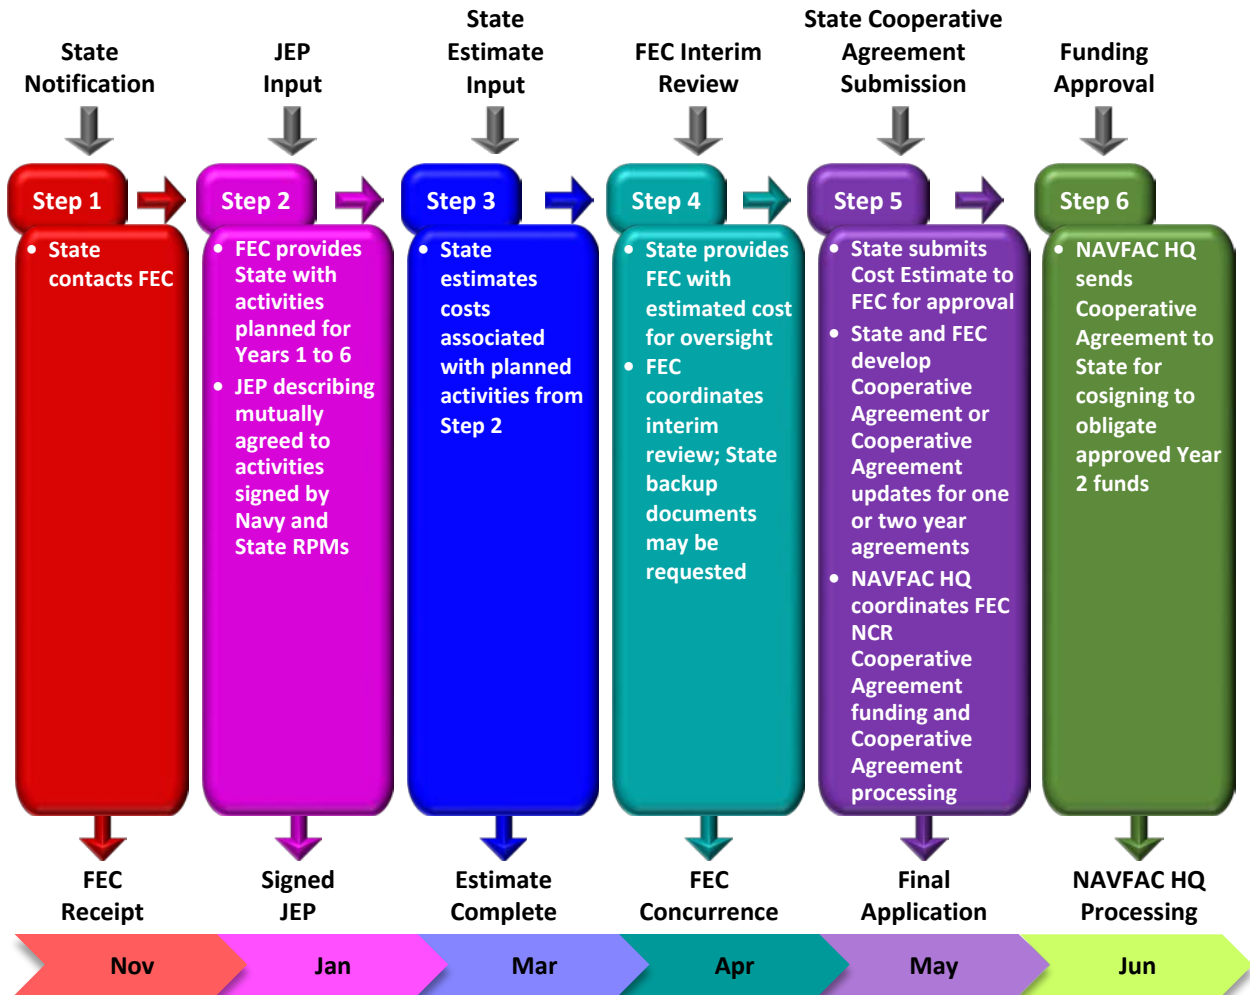 State
Notification
JEP
Input
State
Estimate
Input
FEC Interim
Review
State Cooperative
Agreement
Submission
Funding
Approval
Step 1
Step 2
Step 3
Step 4
Step 5
Step 6
• State
contacts FEC
• FEC provides
State with
activities
planned for
Years 1 to 6
• JEP describing
mutually
agreed to
activities
signed by
Navy and
State RPMs
• State
estimates
costs
associated
with planned
activities from
Step 2
• State provides
FEC with
estimated cost
for oversight
• FEC
coordinates
interim
review; State
backup
documents
may be
requested
• State submits
Cost Estimate to
FEC for approval
• State and FEC
develop
Cooperative
Agreement or
Cooperative
Agreement
updates for one
or two year
agreements
• NAVFAC HQ
coordinates FEC
NCR
Cooperative
Agreement
funding and
Cooperative
Agreement
processing
• NAVFAC HQ
sends
Cooperative
Agreement to
State for
cosigning to
obligate
approved Year
2 funds
FEC
Receipt
Signed
JEP
Estimate
Complete
FEC
Concurrence
Final
Application
NAVFAC HQ
Processing
Nov
Jan
Mar
Apr
May
Jun